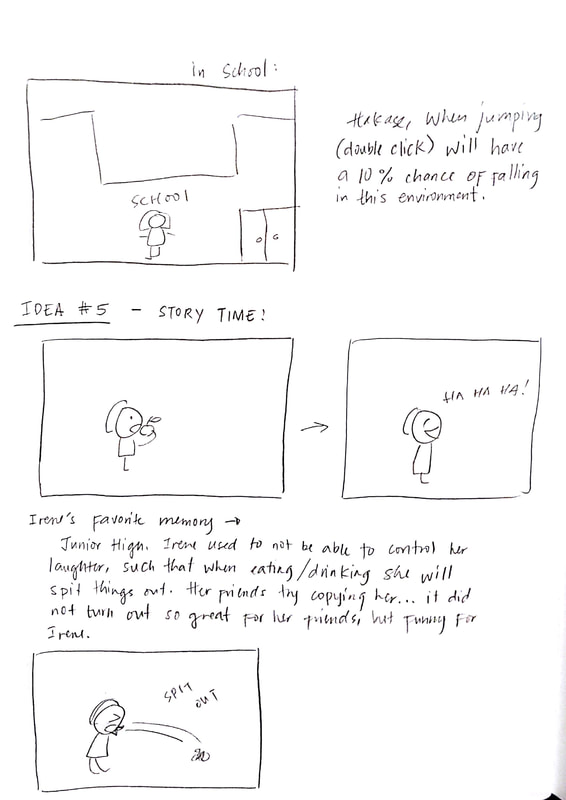 in School:
Hakase, when jumping
(double click) will have
a 10% chance of falling
in this environment.
SCHOOL
IDEA #5 - STORY TIME!
HA HA HA!
Irene's favorite memory →
Junior High. Irene used to not be able to control her
laughter, such that when eating/drinking she will
spit things out. Her friends try copying her... it did
not turn out so great for her friends, but funny for
Irene.
SPIT
OUT